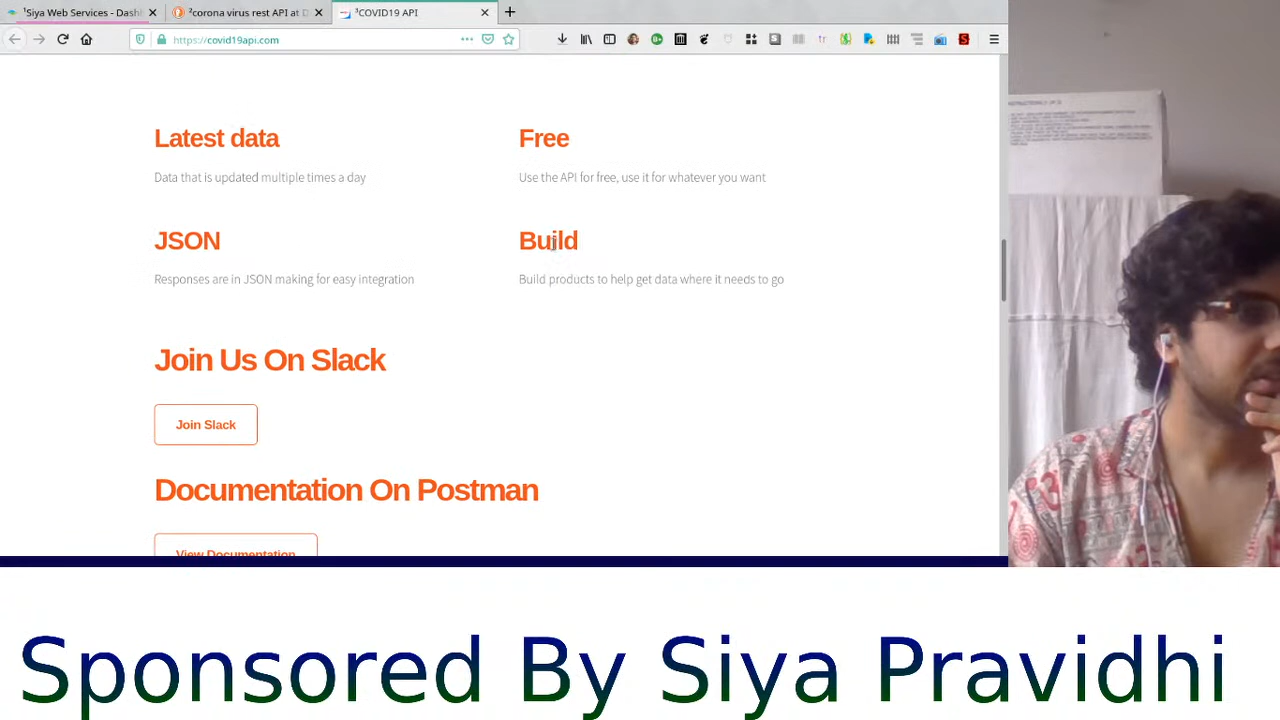 ¹Siya Web Services - Dash
²corona virus rest API at D
³COVID19 API
https://covid19api.com
Latest data
Free
Data that is updated multiple times a day
Use the API for free, use it for whatever you want
JSON
Build
Responses are in JSON making for easy integration
Build products to help get data where it needs to go
Join Us On Slack
Join Slack
Documentation On Postman
View Documentation
Sponsored By Siya Pravidhi